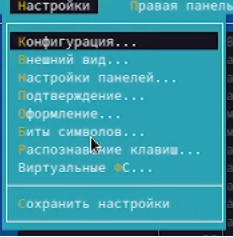 Настройки Правая панель
Конфигурация...
Внешний вид...
Настройки панелей...
Подтверждение...
Оформление...
Биты символов...
Распознавание клавиш...
Виртуальные ФС...
Сохранить настройки